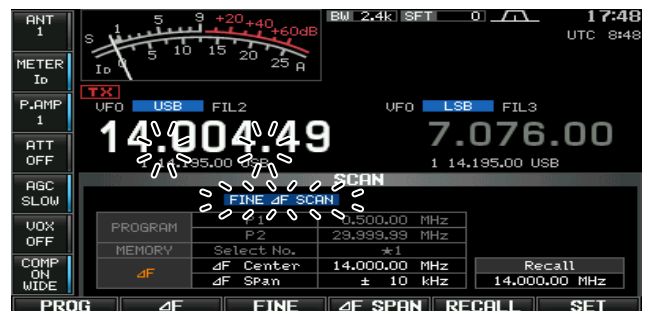 ANT 1
5 9 +20 +40 +60dB
BW 2.4k SFT 0
17:48
S 1
UTC 8:48
METER ID
ID 0 5 10 15 20 25 A
TX
P.AMP 1
VFO USB FIL2
VFO LSB FIL3
14.004.49
7.076.00
ATT OFF
1 14.195.00 USB
1 14.195.00 USB
SCAN
AGC SLOW
FINE ⊿F SCAN
VOX OFF
PROGRAM
P1 0.500.00 MHz
P2 29.999.99 MHz
MEMORY Select No. ★1
COMP ON WIDE
⊿F
⊿F Center 14.000.00 MHz
Recall
⊿F SPan ± 10 kHz
14.000.00 MHz
PROG ⊿F FINE ⊿F SPAN RECALL SET